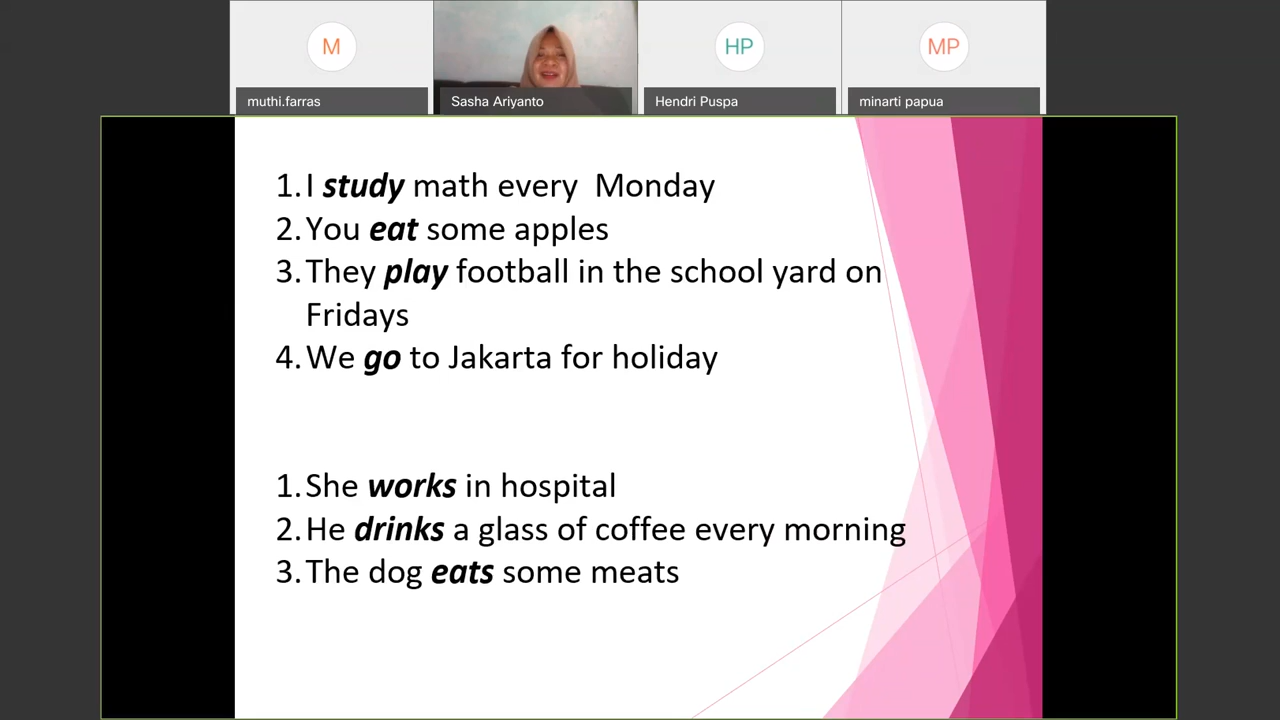 M
HP
MP
muthi.farras
Sasha Ariyanto
Hendri Puspa
minarti papua
1. I study math every  Monday
2. You eat some apples
3. They play football in the school yard on
Fridays
4. We go to Jakarta for holiday
1. She works in hospital
2. He drinks a glass of coffee every morning
3. The dog eats some meats